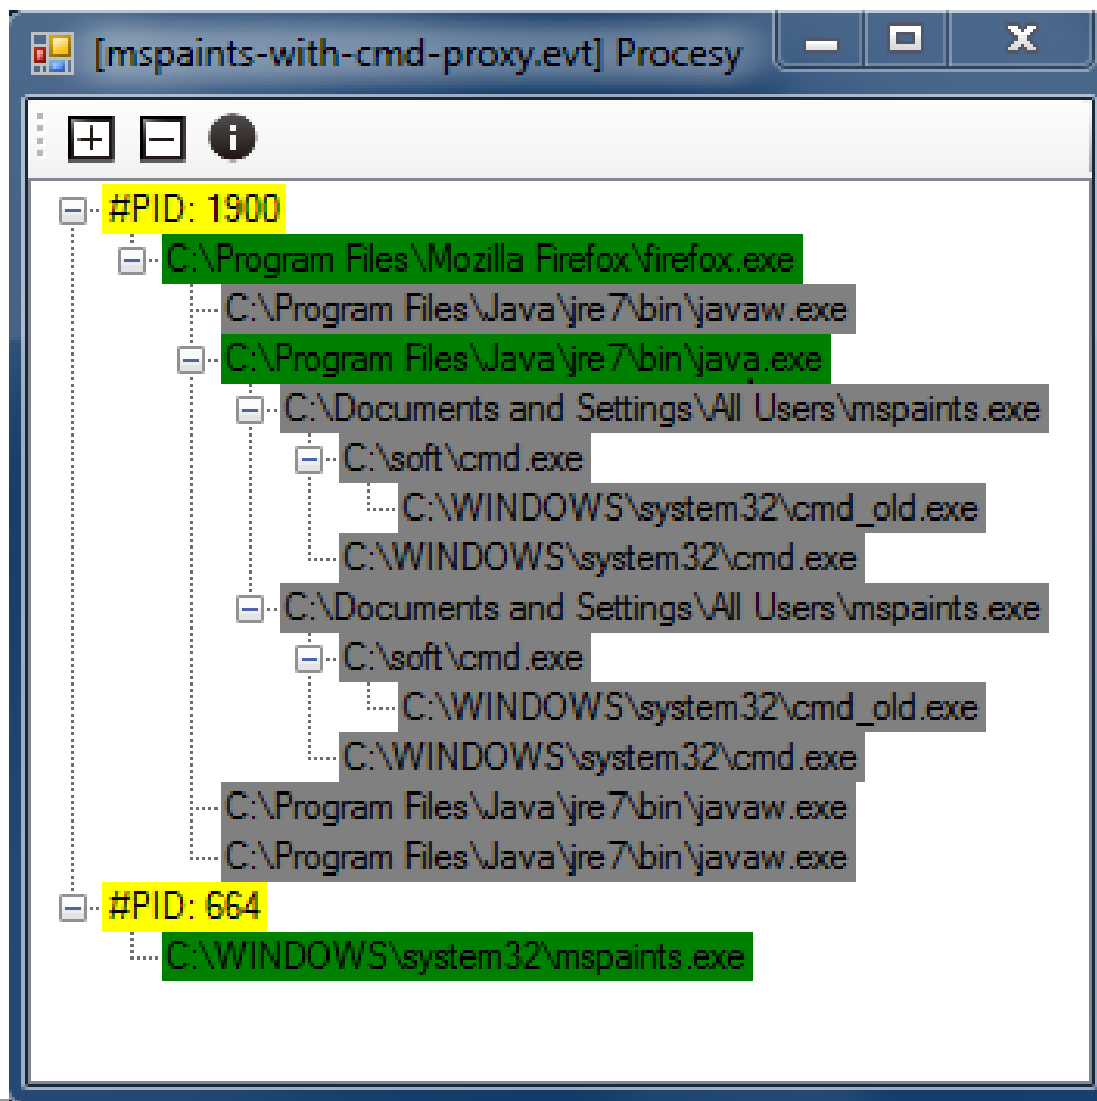 [mspaints-with-cmd-proxy.evt] Procesy
#PID: 1900
C:\Program Files\Mozilla Firefox\firefox.exe
C:\Program Files\Java\jre7\bin\javaw.exe
C:\Program Files\Java\jre7\bin\java.exe
C:\Documents and Settings\All Users\mspaints.exe
C:\soft\cmd.exe
C:\WINDOWS\system32\cmd_old.exe
C:\WINDOWS\system32\cmd.exe
C:\Documents and Settings\All Users\mspaints.exe
C:\soft\cmd.exe
C:\WINDOWS\system32\cmd_old.exe
C:\WINDOWS\system32\cmd.exe
C:\Program Files\Java\jre7\bin\javaw.exe
C:\Program Files\Java\jre7\bin\javaw.exe
#PID: 664
C:\WINDOWS\system32\mspaints.exe